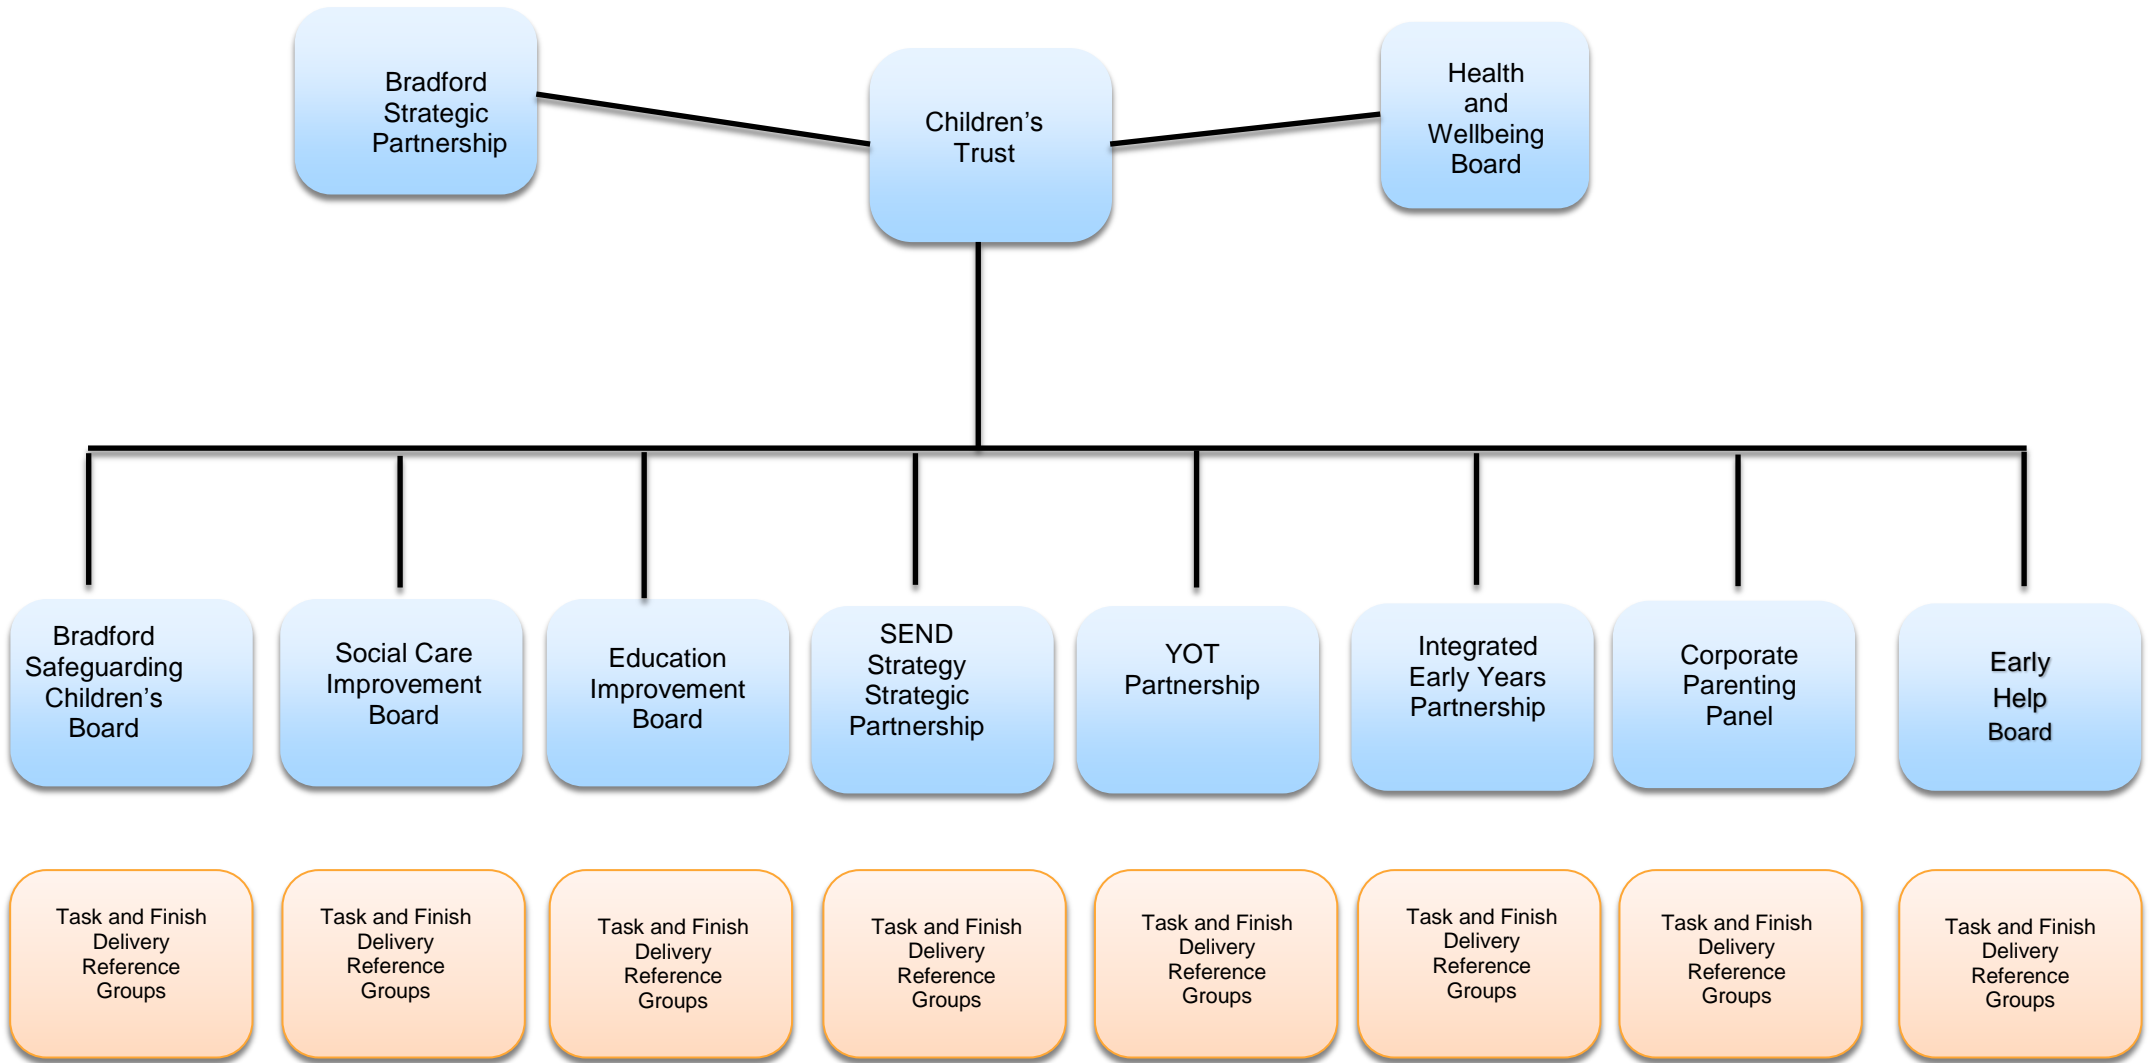 Bradford
Strategic
Partnership
Children’s
Trust
Health
and
Wellbeing
Board
Bradford
Safeguarding
Children’s
Board
Social Care
Improvement
Board
Education
Improvement
Board
SEND
Strategy
Strategic
Partnership
YOT
Partnership
Integrated
Early Years
Partnership
Corporate
Parenting
Panel
Early
Help
Board
Task and Finish
Delivery
Reference
Groups
Task and Finish
Delivery
Reference
Groups
Task and Finish
Delivery
Reference
Groups
Task and Finish
Delivery
Reference
Groups
Task and Finish
Delivery
Reference
Groups
Task and Finish
Delivery
Reference
Groups
Task and Finish
Delivery
Reference
Groups
Task and Finish
Delivery
Reference
Groups